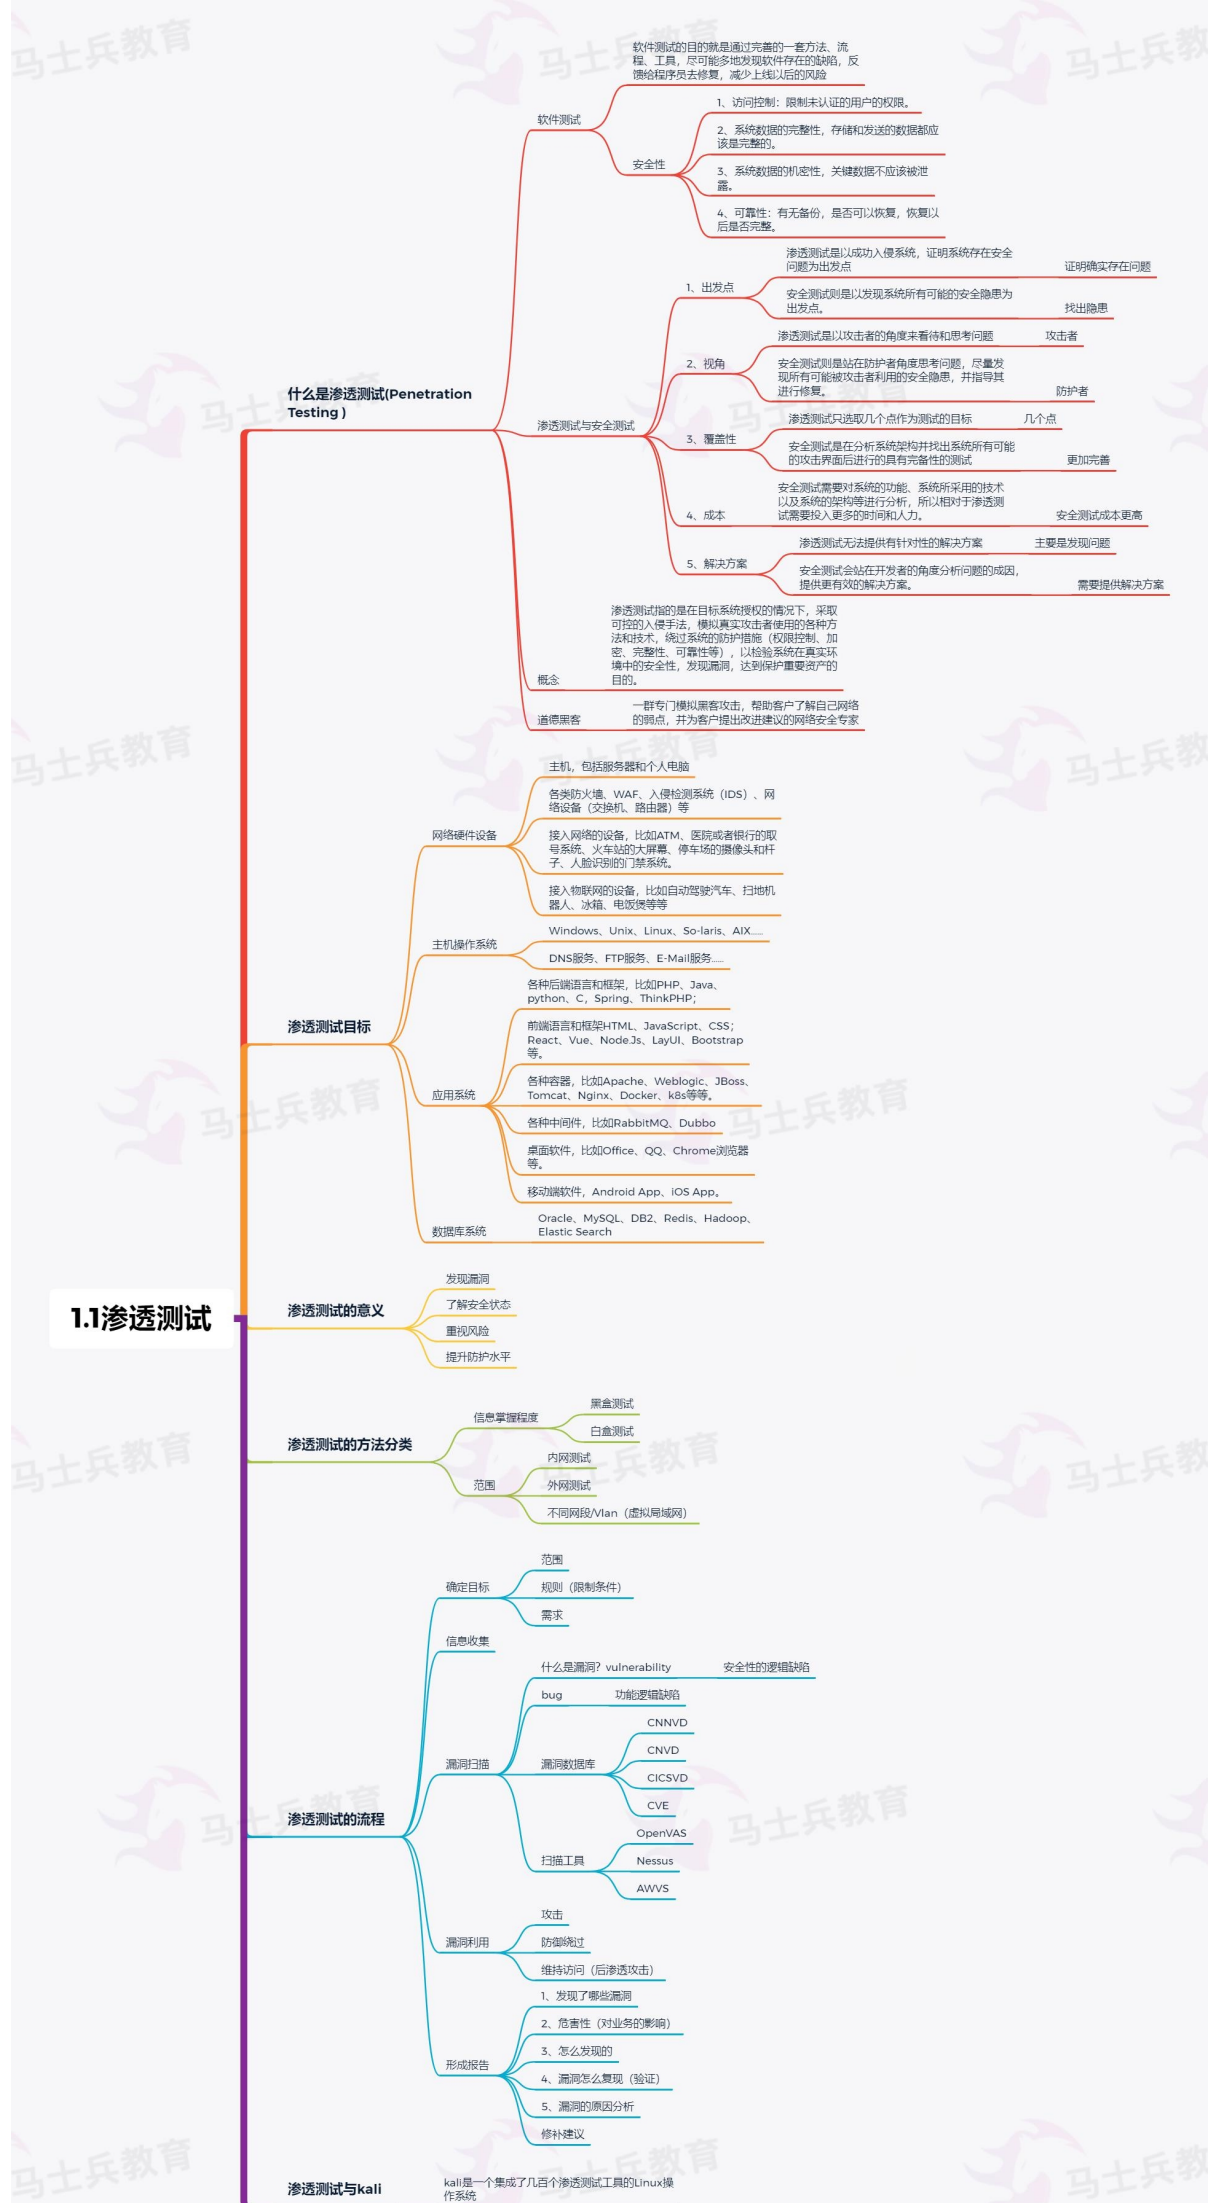 软件测试的目的就是通过完善的一套方法、流
程、工具，尽可能多地发现软件存在的缺陷，反
馈给程序员去修复，减少上线以后的风险
软件测试
1、访问控制：限制未认证的用户的权限。
2、系统数据的完整性，存储和发送的数据都应
该是完整的。
安全性
3、系统数据的机密性，关键数据不应该被泄
露。
4、可靠性：有无备份，是否可以恢复，恢复以
后是否完整。
什么是渗透测试(Penetration
Testing )
渗透测试与安全测试
1、出发点
渗透测试是以成功入侵系统，证明系统存在安全
问题为出发点
证明确实存在问题
安全测试则是以发现系统所有可能的安全隐患为
出发点。
找出隐患
2、视角
渗透测试是以攻击者的角度来看待和思考问题
攻击者
安全测试则是站在防护者角度思考问题，尽量发
现所有可能被攻击者利用的安全隐患，并指导其
进行修复。
防护者
3、覆盖性
渗透测试只选取几个点作为测试的目标
几个点
安全测试是在分析系统架构并找出系统所有可能
的攻击界面后进行的具有完备性的测试
更加完善
4、成本
安全测试需要对系统的功能、系统所采用的技术
以及系统的架构等进行分析，所以相对于渗透测
试需要投入更多的时间和人力。
安全测试成本更高
5、解决方案
渗透测试无法提供有针对性的解决方案
主要是发现问题
安全测试会站在开发者的角度分析问题的成因，
提供更有效的解决方案。
需要提供解决方案
概念
渗透测试指的是在目标系统授权的情况下，采取
可控的入侵手法，模拟真实攻击者使用的各种方
法和技术，绕过系统的防护措施（权限控制、加
密、完整性、可靠性等），以检验系统在真实环
境中的安全性，发现漏洞，达到保护重要资产的
目的。
道德黑客
一群专门模拟黑客攻击，帮助客户了解自己网络
的弱点，并为客户提出改进建议的网络安全专家
渗透测试目标
网络硬件设备
主机，包括服务器和个人电脑
各类防火墙、WAF、入侵检测系统（IDS）、网
络设备（交换机、路由器）等
接入网络的设备，比如ATM、医院或者银行的取
号系统、火车站的大屏幕、停车场的摄像头和杆
子、人脸识别的门禁系统。
接入物联网的设备，比如自动驾驶汽车、扫地机
器人、冰箱、电饭煲等等
主机操作系统
Windows、Unix、Linux、So-laris、AIX……
DNS服务、FTP服务、E-Mail服务……
应用系统
各种后端语言和框架，比如PHP、Java、
python、C，Spring、ThinkPHP；
前端语言和框架HTML、JavaScript、CSS；
React、Vue、Node.Js、LayUI、Bootstrap
等。
各种容器，比如Apache、Weblogic、JBoss、
Tomcat、Nginx、Docker、k8s等等。
各种中间件，比如RabbitMQ、Dubbo
桌面软件，比如Office、QQ、Chrome浏览器
等。
移动端软件，Android App、iOS App。
数据库系统
Oracle、MySQL、DB2、Redis、Hadoop、
Elastic Search
1.1渗透测试
渗透测试的意义
发现漏洞
了解安全状态
重视风险
提升防护水平
渗透测试的方法分类
信息掌握程度
黑盒测试
白盒测试
范围
内网测试
外网测试
不同网段/Vlan（虚拟局域网）
渗透测试的流程
确定目标
范围
规则（限制条件）
需求
信息收集
漏洞扫描
什么是漏洞？vulnerability
安全性的逻辑缺陷
bug
功能逻辑缺陷
漏洞数据库
CNNVD
CNVD
CICSVD
CVE
扫描工具
OpenVAS
Nessus
AWVS
漏洞利用
攻击
防御绕过
维持访问（后渗透攻击）
形成报告
1、发现了哪些漏洞
2、危害性（对业务的影响）
3、怎么发现的
4、漏洞怎么复现（验证）
5、漏洞的原因分析
修补建议
渗透测试与kali
kali是一个集成了几百个渗透测试工具的Linux操
作系统
马士兵教育